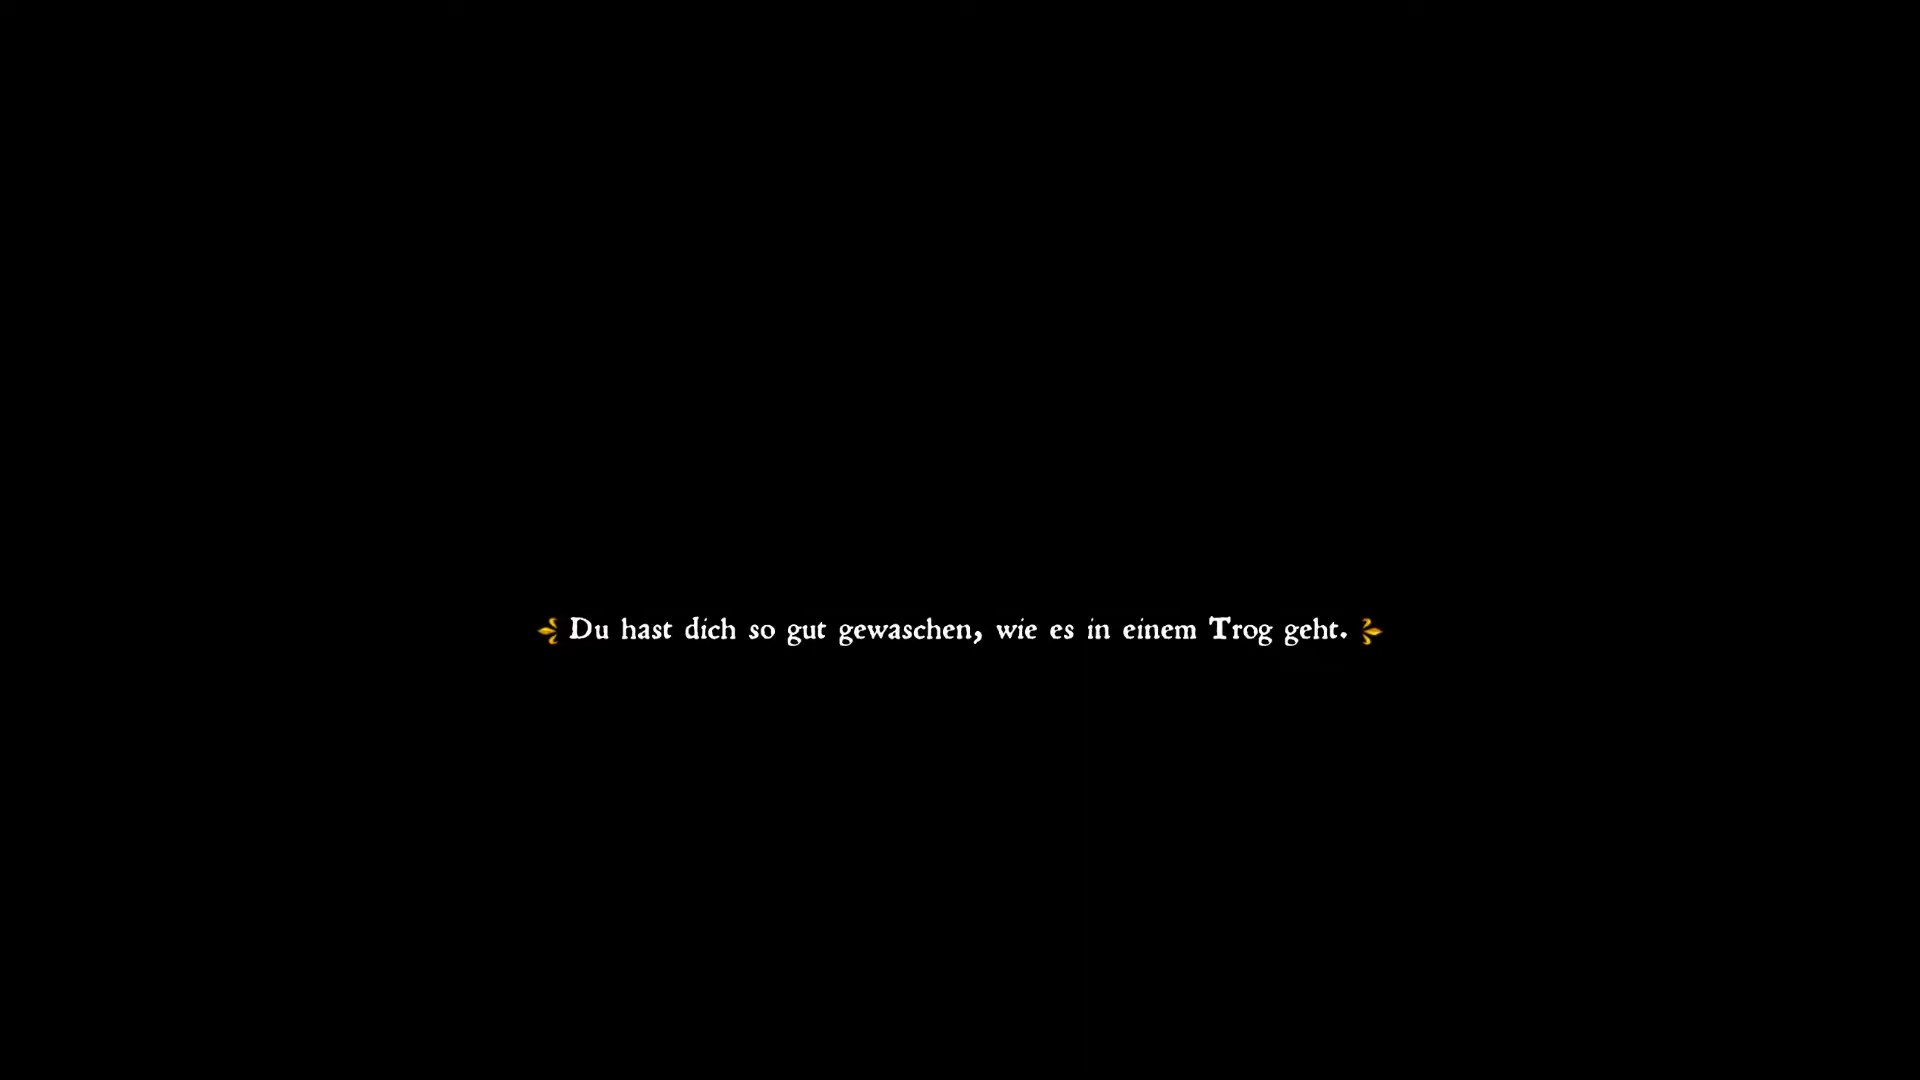 Du hast dich so gut gewaschen, wie es in einem Trog geht.